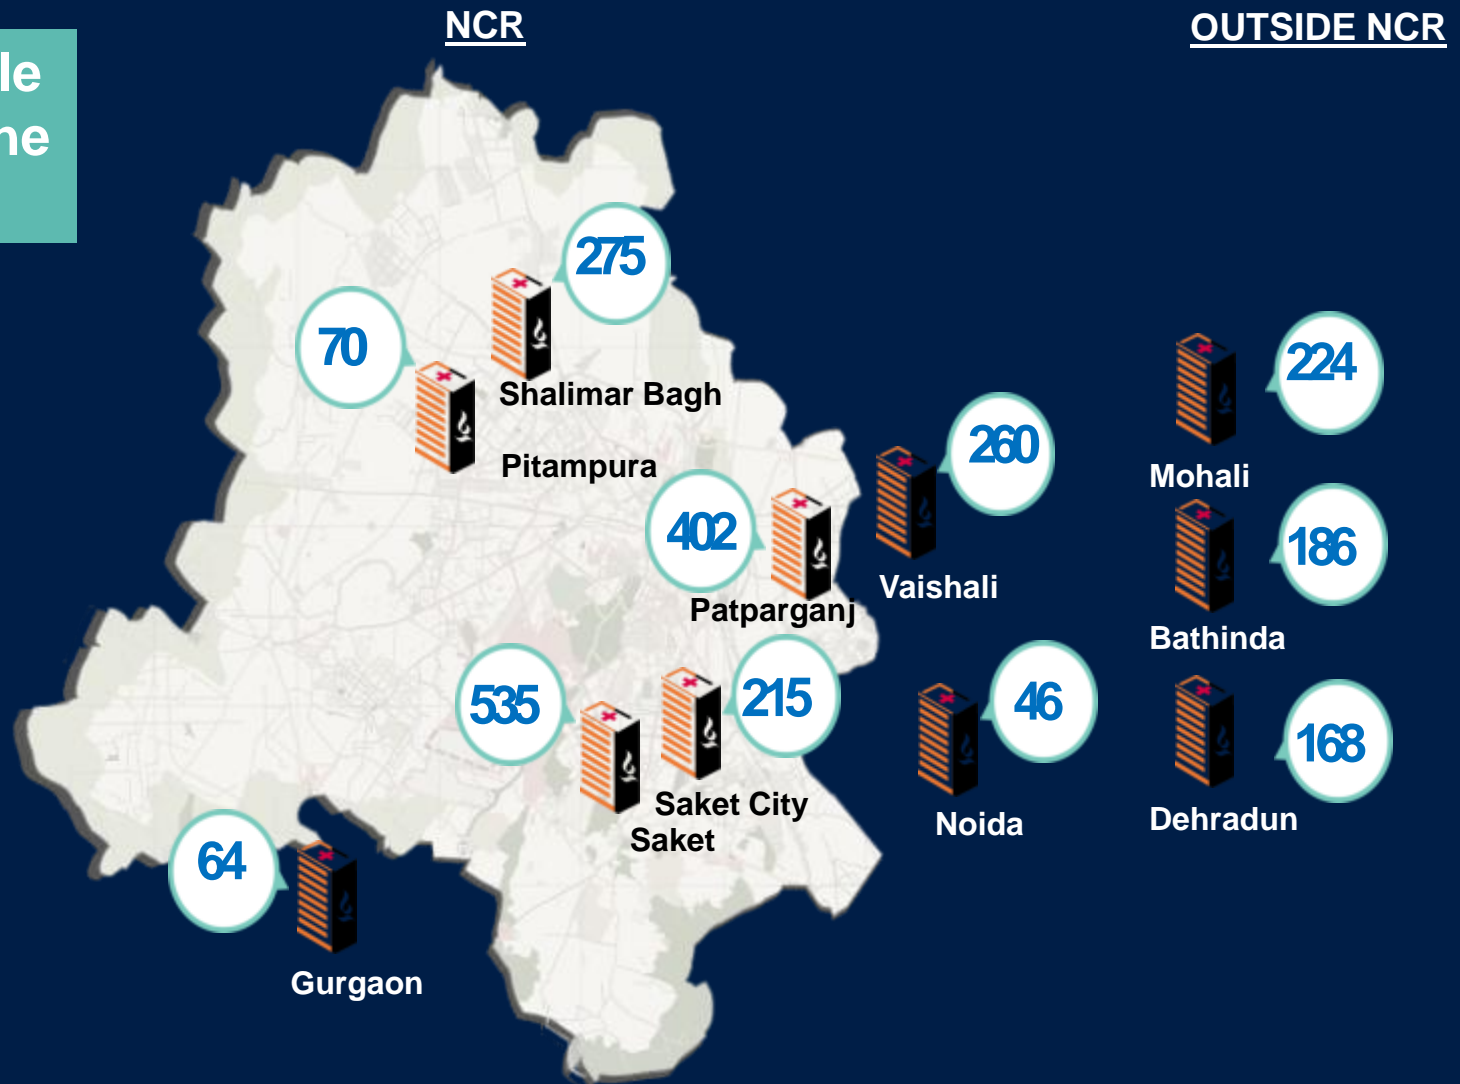 NCR
OUTSIDE NCR
le
ne
275
70
Shalimar Bagh
Pitampura
224
Mohali
260
Vaishali
402
Patparganj
186
Bathinda
535
215
Saket City
Saket
46
Noida
168
Dehradun
64
Gurgaon